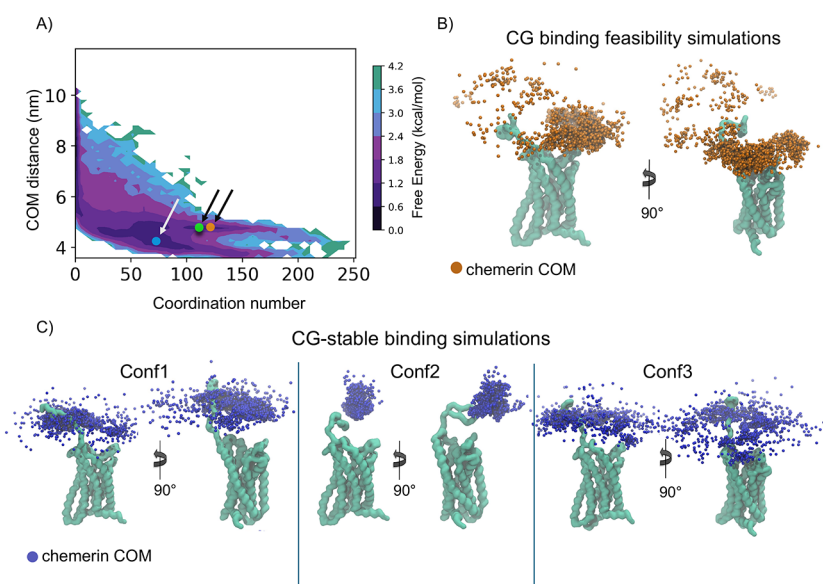 A)
10
8
6
4
COM distance (nm)
0 50 100 150 200 250
Coordination number
4.2
3.6
3.0
2.4
1.8
1.2
0.6
0.0
Free Energy (kcal/mol)
B)
CG binding feasibility simulations
90°
chemerin COM
C)
CG-stable binding simulations
Conf1 Conf2 Conf3
90° 90° 90°
chemerin COM